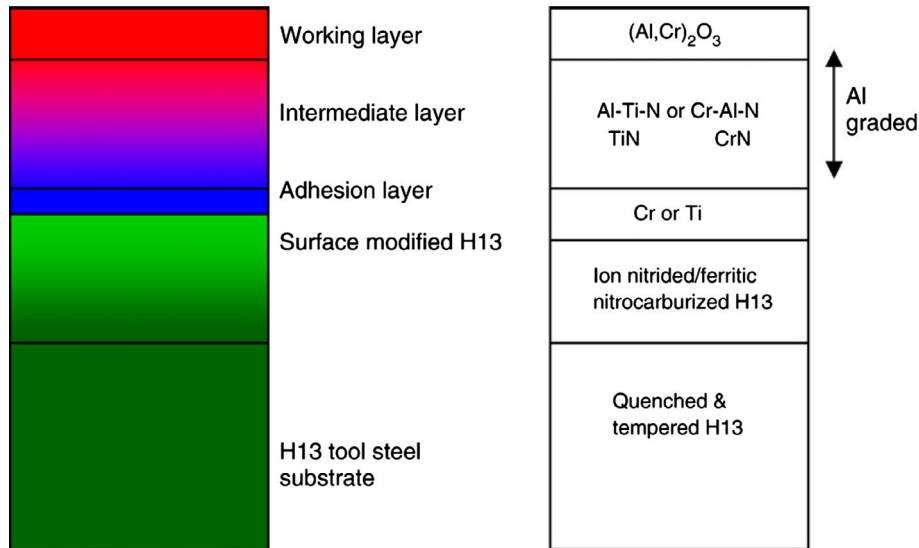 Working layer
Intermediate layer
Adhesion layer
Surface modified H13
H13 tool steel
substrate
(Al,Cr)₂O₃
Al-Ti-N or Cr-Al-N
TiN CrN
Cr or Ti
Ion nitrided/ferritic
nitrocarburized H13
Quenched &
tempered H13
Al
graded